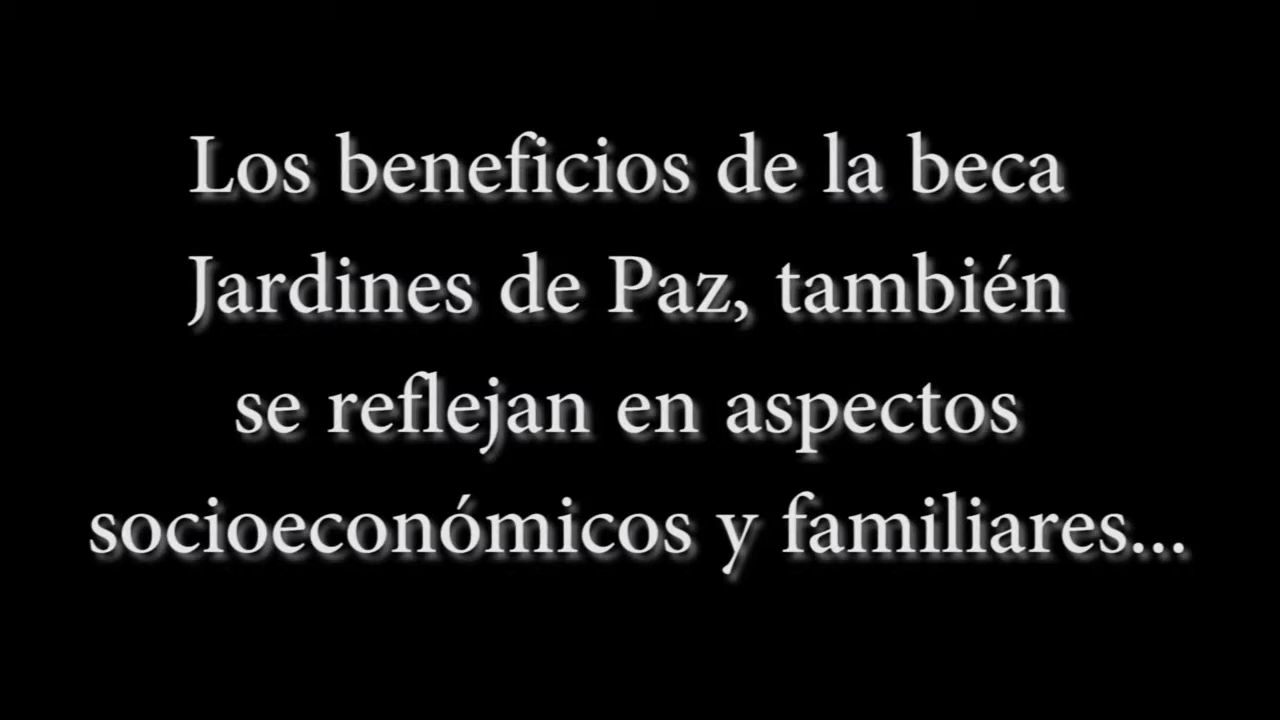 Los beneficios de la beca
Jardines de Paz, también
se reflejan en aspectos
socioeconómicos y familiares...